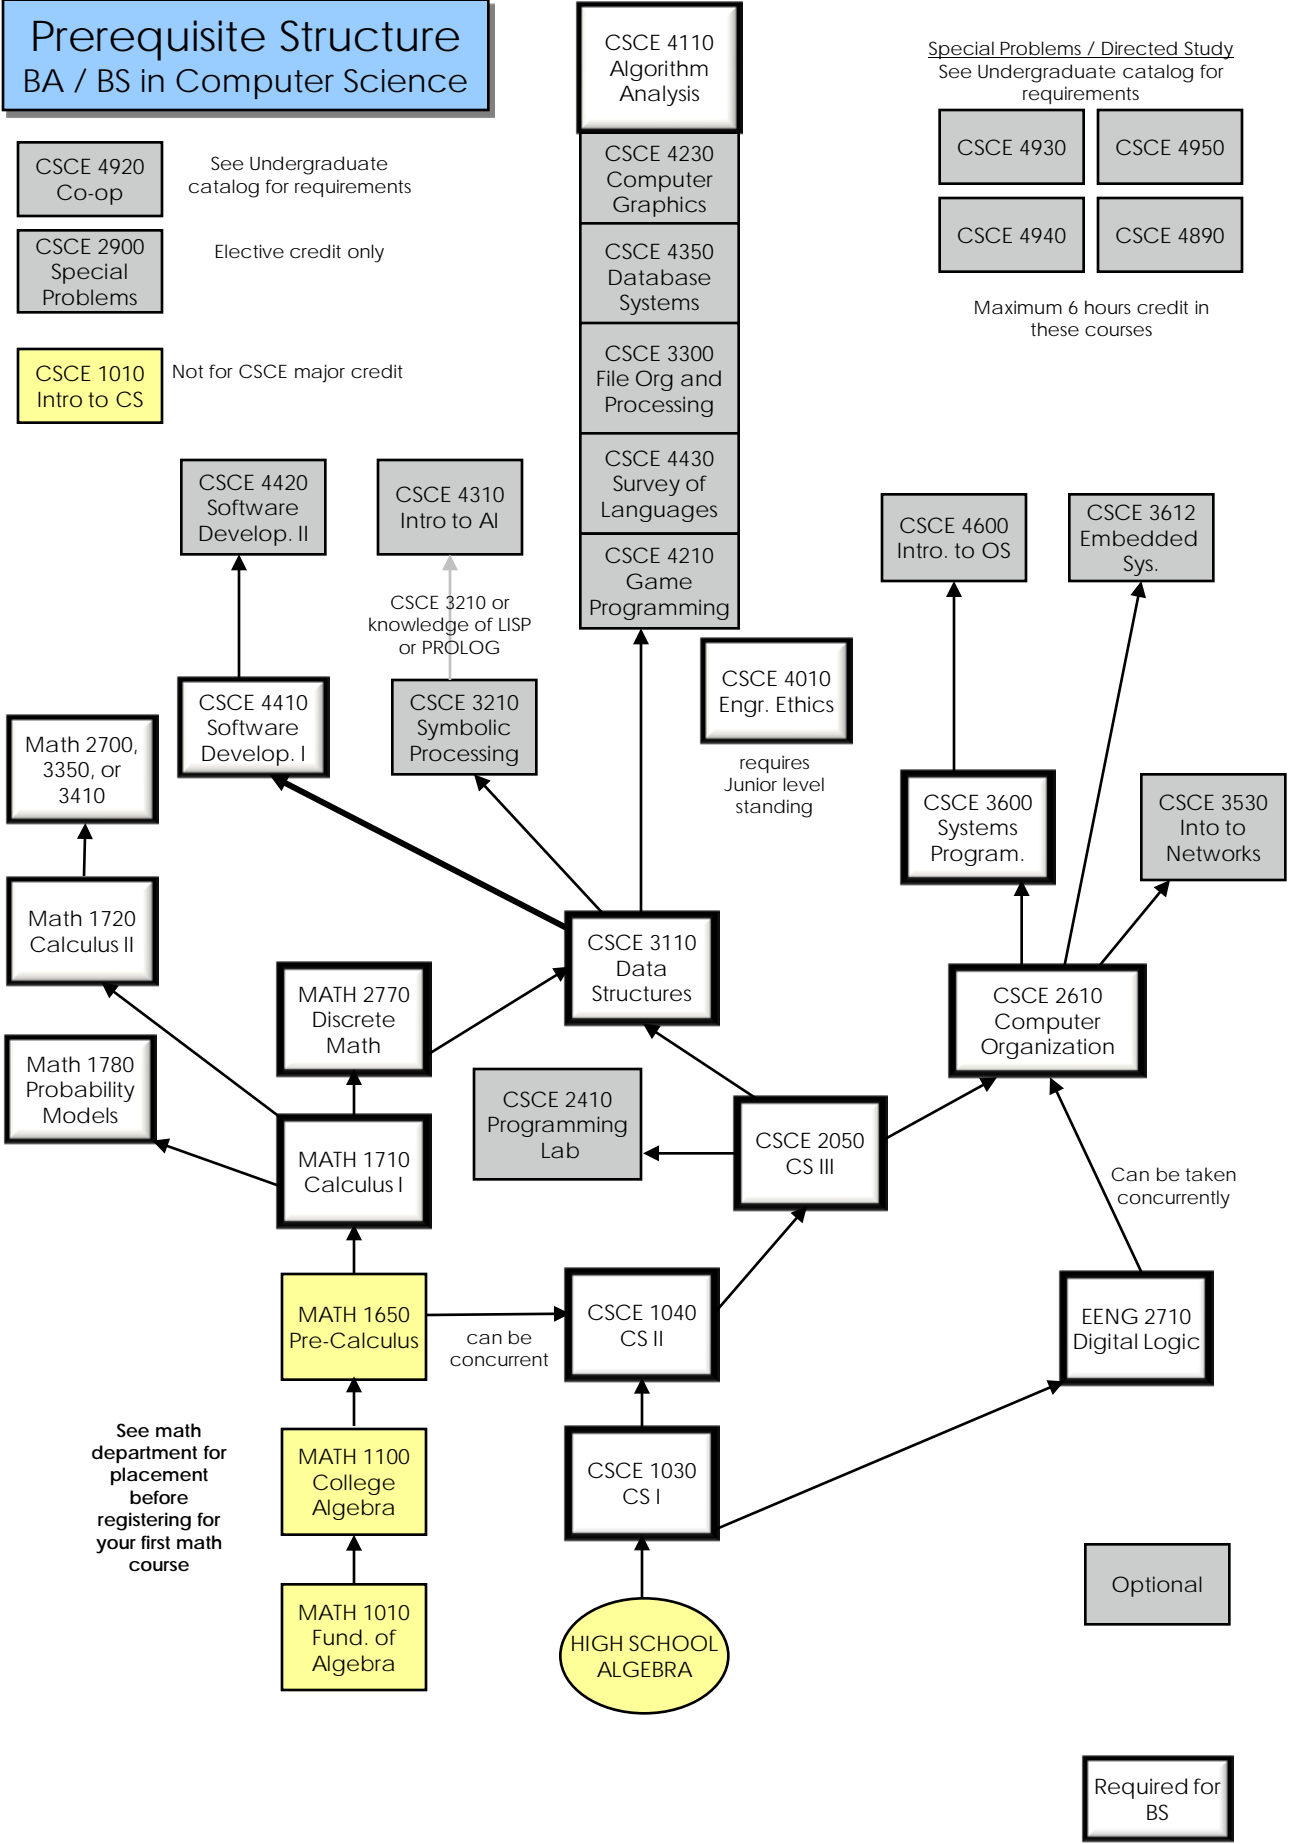 Prerequisite Structure
BA / BS in Computer Science
CSCE 4920
Co-op
See Undergraduate
catalog for requirements
CSCE 2900
Special
Problems
Elective credit only
CSCE 1010
Intro to CS
Not for CSCE major credit
CSCE 4110
Algorithm
Analysis
CSCE 4230
Computer
Graphics
CSCE 4350
Database
Systems
CSCE 3300
File Org and
Processing
CSCE 4430
Survey of
Languages
CSCE 4210
Game
Programming
Special Problems / Directed Study
See Undergraduate catalog for
requirements
CSCE 4930
CSCE 4950
CSCE 4940
CSCE 4890
Maximum 6 hours credit in
these courses
CSCE 4420
Software
Develop. II
CSCE 4310
Intro to AI
CSCE 3210 or
knowledge of LISP
or PROLOG
CSCE 4600
Intro. to OS
CSCE 3612
Embedded
Sys.
CSCE 4410
Software
Develop. I
CSCE 3210
Symbolic
Processing
CSCE 4010
Engr. Ethics
requires
Junior level
standing
Math 2700,
3350, or
3410
CSCE 3600
Systems
Program.
CSCE 3530
Into to
Networks
Math 1720
Calculus II
CSCE 3110
Data
Structures
MATH 2770
Discrete
Math
CSCE 2610
Computer
Organization
Math 1780
Probability
Models
CSCE 2410
Programming
Lab
CSCE 2050
CS III
MATH 1710
Calculus I
Can be taken
concurrently
MATH 1650
Pre-Calculus
can be
concurrent
CSCE 1040
CS II
EENG 2710
Digital Logic
See math
department for
placement
before
registering for
your first math
course
MATH 1100
College
Algebra
CSCE 1030
CS I
MATH 1010
Fund. of
Algebra
HIGH SCHOOL
ALGEBRA
Optional
Required for
BS